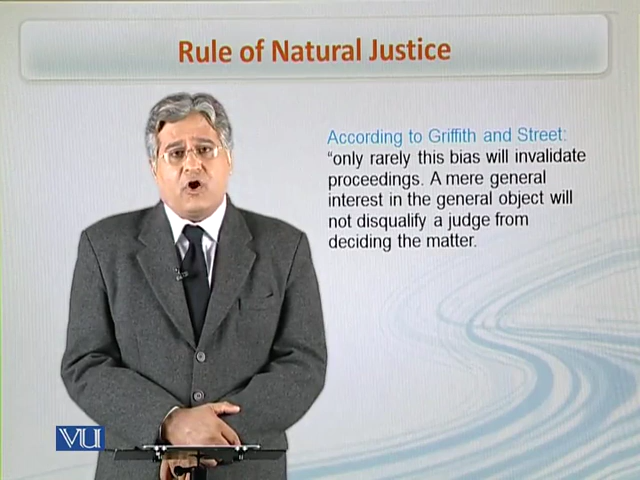 Rule of Natural Justice
According to Griffith and Street:
“only rarely this bias will invalidate
proceedings. A mere general
interest in the general object will
not disqualify a judge from
deciding the matter.
VU